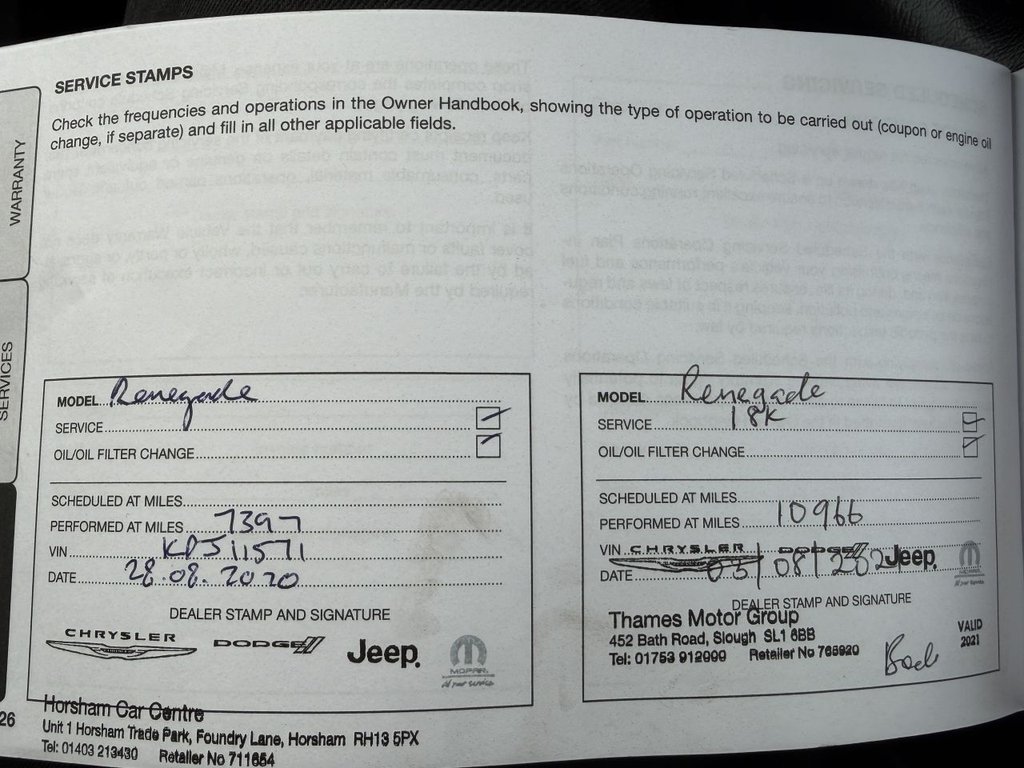 SERVICE STAMPS
Check the frequencies and operations in the Owner Handbook, showing the type of operation to be carried out (coupon or engine oil
change, if separate) and fill in all other applicable fields.
WARRANTY
SERVICES
MODEL Renegade
SERVICE
OIL/OIL FILTER CHANGE
SCHEDULED AT MILES
PERFORMED AT MILES 7397
VIN KPJ11571
DATE 28.08.2020
DEALER STAMP AND SIGNATURE
CHRYSLER DODGE Jeep MOPAR
Horsham Car Centre
Unit 1 Horsham Trade Park, Foundry Lane, Horsham RH13 5PX
Tel: 01403 213430 Retailer No 711654
26
MODEL Renegade
SERVICE 18K
OIL/OIL FILTER CHANGE
SCHEDULED AT MILES
PERFORMED AT MILES 10966
VIN CHRYSLER DODGE Jeep
DATE 03/08/
DEALER STAMP AND SIGNATURE
Thames Motor Group
452 Bath Road, Slough SL1 6BB
Tel: 01753 912000 Retailer No
VALID
2021